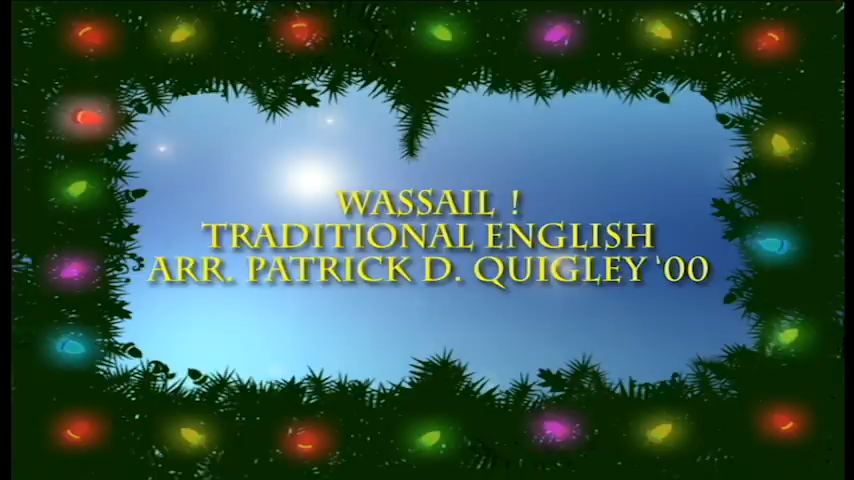 WASSAIL !
TRADITIONAL ENGLISH
ARR. PATRICK D. QUIGLEY '00